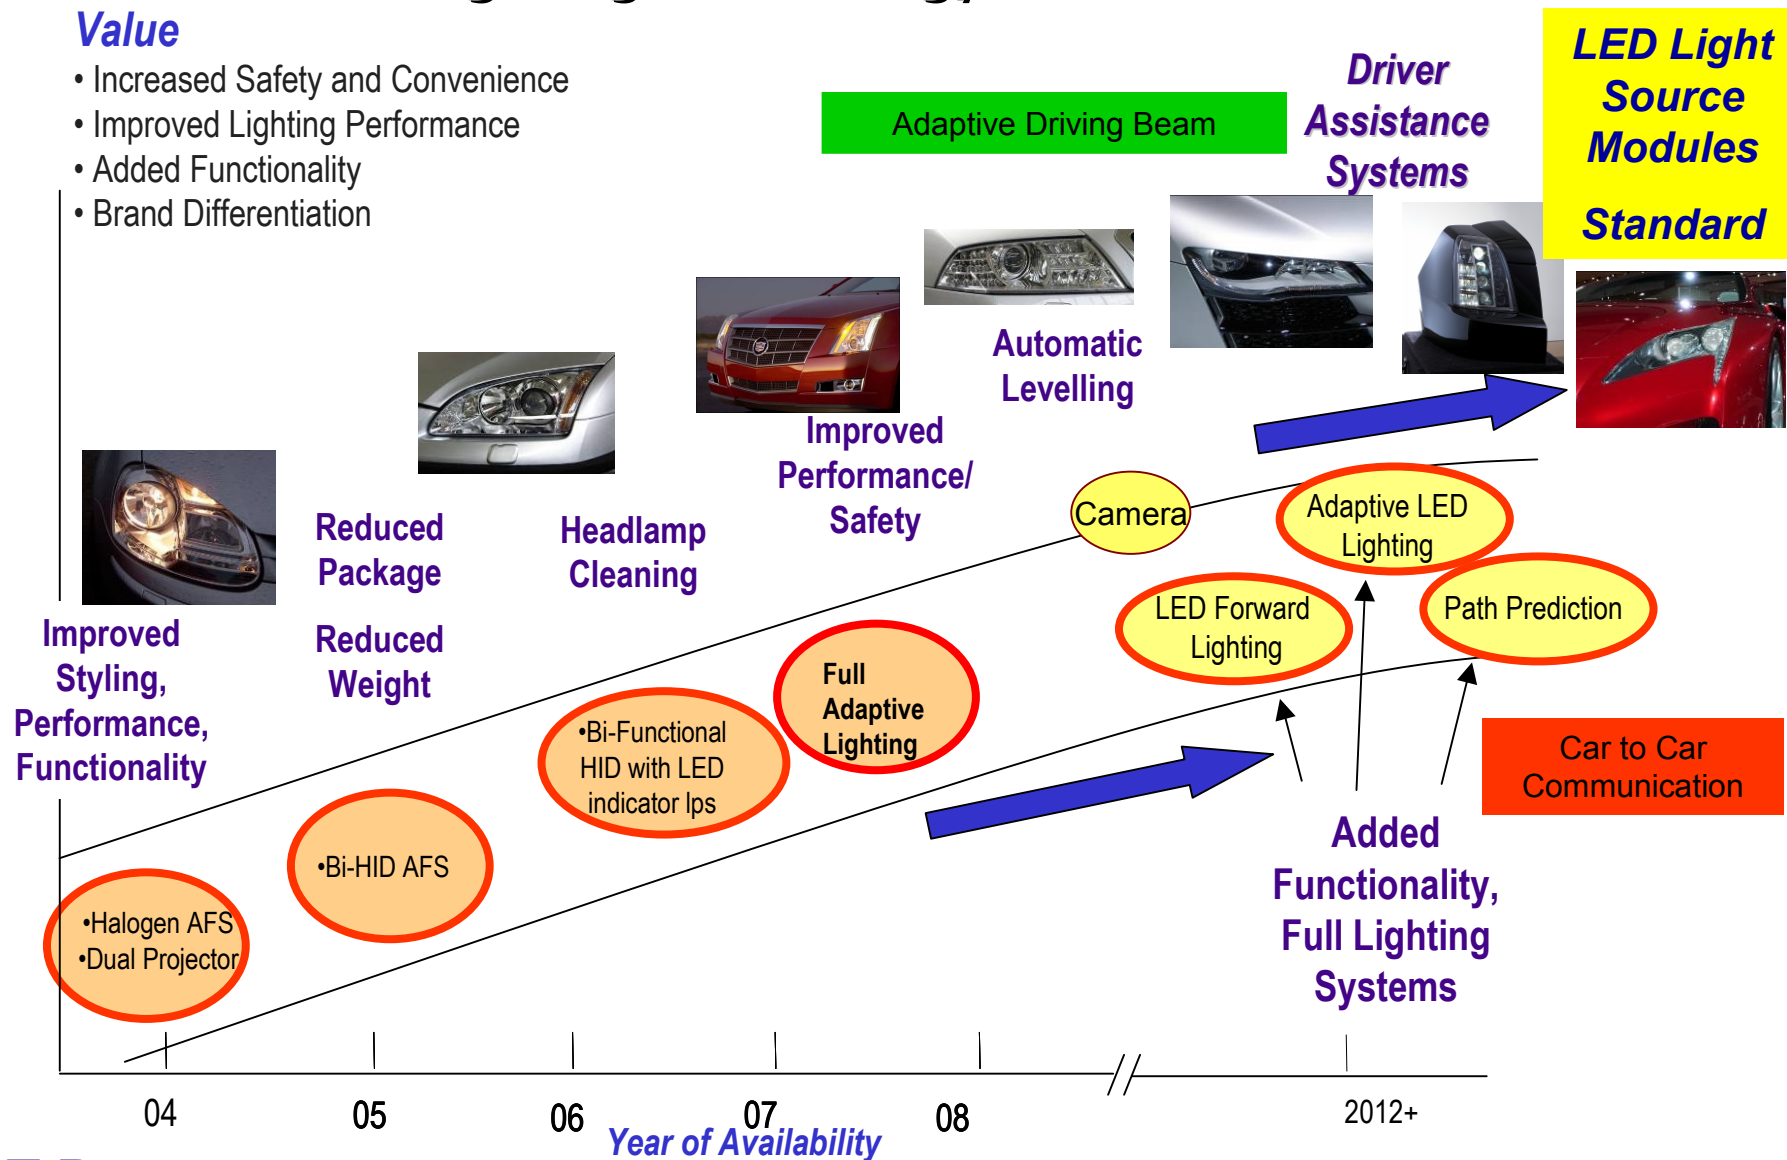 Value
• Increased Safety and Convenience
• Improved Lighting Performance
• Added Functionality
• Brand Differentiation
Adaptive Driving Beam
Driver
Assistance
Systems
LED Light
Source
Modules
Standard
Automatic
Levelling
Improved
Performance/
Safety
Headlamp
Cleaning
Reduced
Package
Reduced
Weight
Improved
Styling,
Performance,
Functionality
Camera
Adaptive LED
Lighting
LED Forward
Lighting
Path Prediction
Full
Adaptive
Lighting
•Bi-Functional
HID with LED
indicator lps
•Bi-HID AFS
•Halogen AFS
•Dual Projector
Car to Car
Communication
Added
Functionality,
Full Lighting
Systems
04
05
06
07
08
2012+
Year of Availability